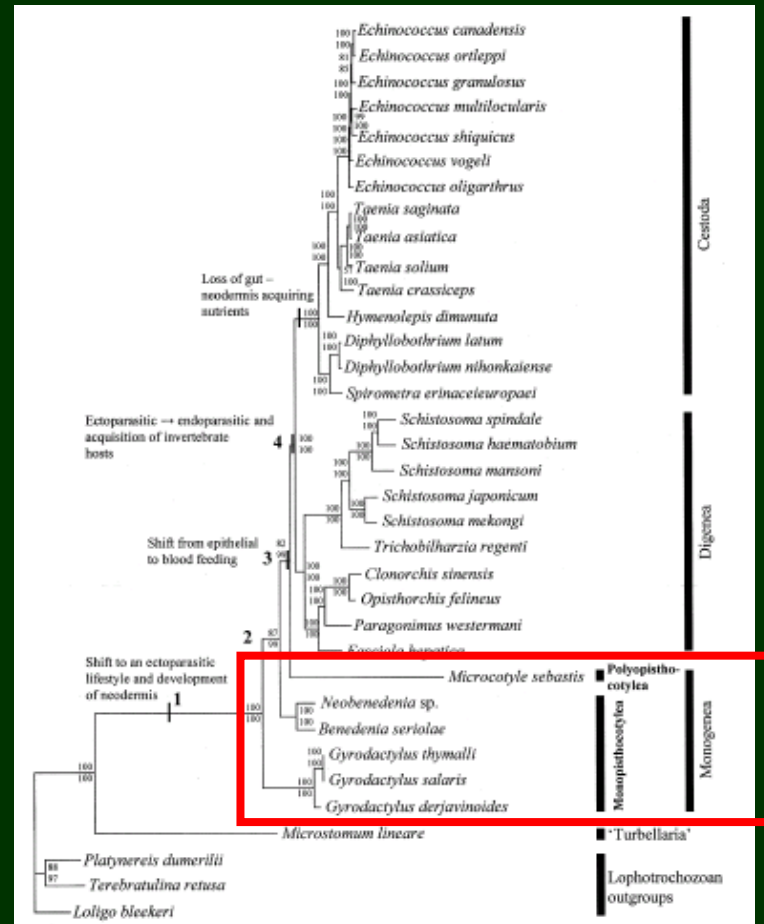 Echinococcus canadensis
Echinococcus ortleppi
Echinococcus granulosus
Echinococcus multilocularis
Echinococcus shiquicus
Echinococcus vogeli
Echinococcus oligarthrus
Taenia saginata
Taenia asiatica
Taenia solium
Taenia crassiceps
Hymenolepis dimunuta
Diphyllobothrium latum
Diphyllobothrium nihonkaiense
Spirometra erinaceieuropaei
Cestoda
Loss of gut –
neodermis acquiring
nutrients
Ectoparasitic → endoparasitic and
acquisition of invertebrate
hosts
4
Schistosoma spindale
Schistosoma haematobium
Schistosoma mansoni
Schistosoma japonicum
Schistosoma mekongi
Trichobilharzia regenti
Clonorchis sinensis
Opisthorchis felineus
Paragonimus westermani
Fasciola hepatica
Digenea
Shift from epithelial
to blood feeding
3
2
Shift to an ectoparasitic
lifestyle and development
of neodermis
1
Microcotyle sebastis
Polyopistho-
cotylea
Neobenedenia sp.
Benedenia seriolae
Gyrodactylus thymalli
Gyrodactylus salaris
Gyrodactylus derjavinoides
Monopisthocotylea
Monogenea
Microstomum lineare
'Turbellaria'
Platynereis dumerilii
Terebratulina retusa
Loligo bleekeri
Lophotrochozoan
outgroups